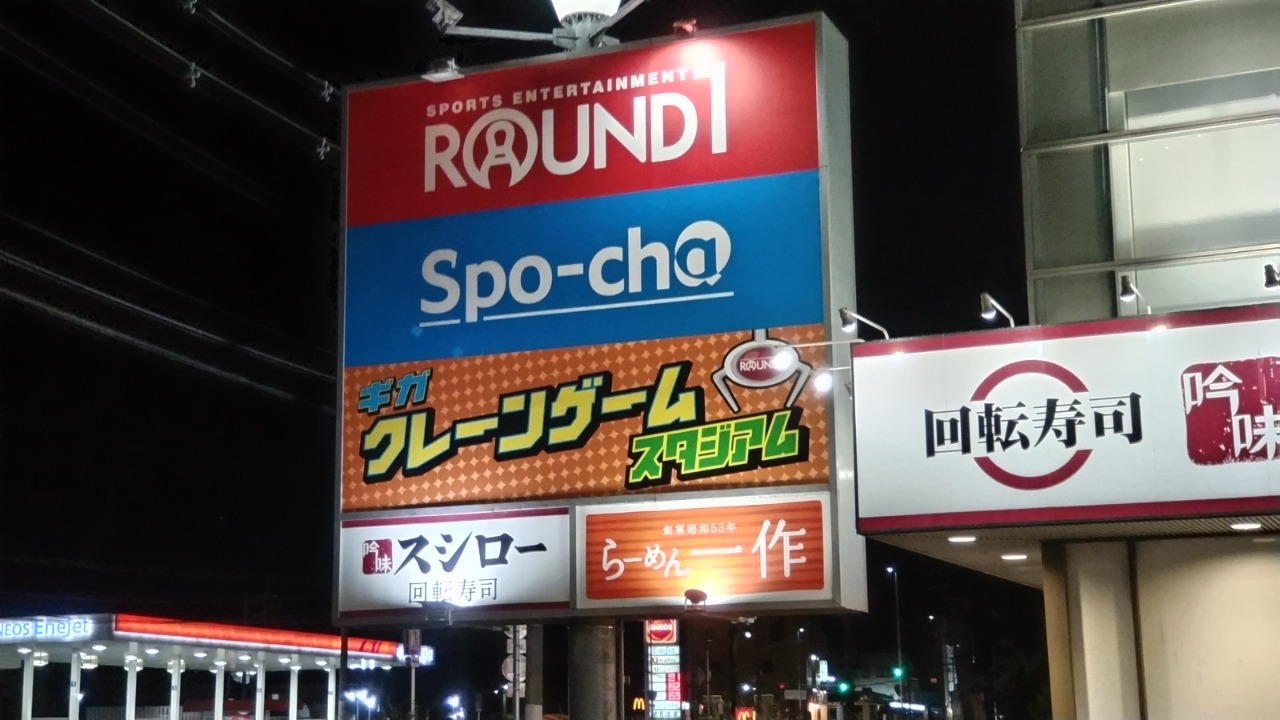 SPORTS ENTERTAINMENT
ROUND1
Spo-cha
ROUND1
ギガ
クレーンゲーム
スタジアム
吟味
スシロー
回転寿司
創業昭和53年
らーめん一作
回転寿司
吟味
ENEOS EneJet
ENEOS